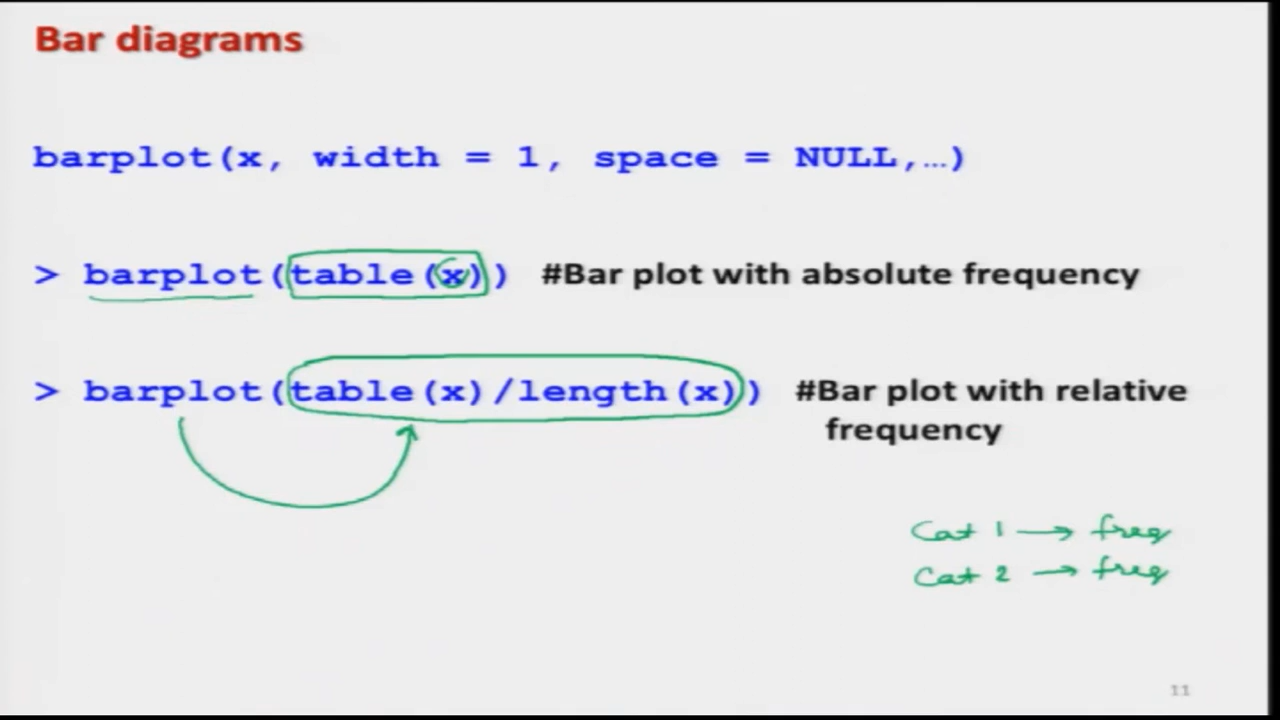 Bar diagrams
barplot(x, width = 1, space = NULL,…)
> barplot(table(x)) #Bar plot with absolute frequency
> barplot(table(x)/length(x)) #Bar plot with relative
frequency
Cat 1 → freq
Cat 2 → freq
11